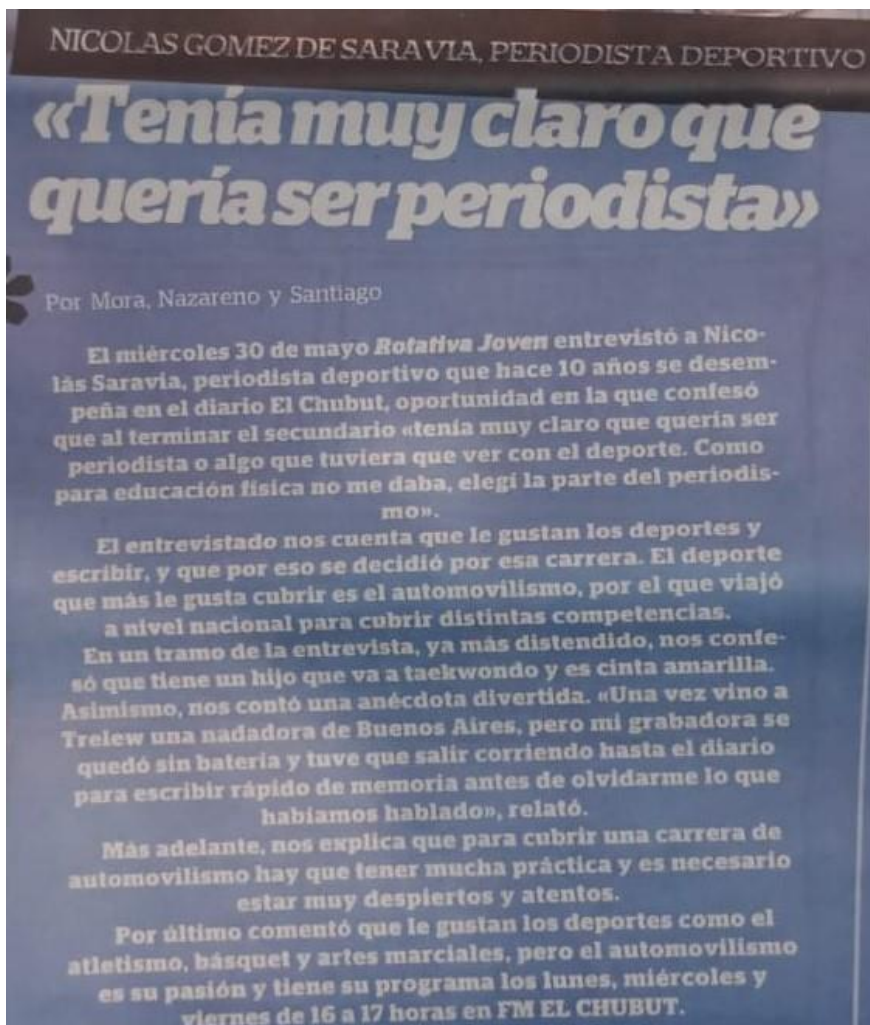 NICOLAS GOMEZ DE SARAVIA, PERIODISTA DEPORTIVO
«Tenía muy claro que
quería ser periodista»
Por Mora, Nazareno y Santiago
El miércoles 30 de mayo Rotativa Joven entrevistó a Nico-
lás Saravia, periodista deportivo que hace 10 años se desem-
peña en el diario El Chubut, oportunidad en la que confesó
que al terminar el secundario «tenía muy claro que quería ser
periodista o algo que tuviera que ver con el deporte. Como
para educación física no me daba, elegí la parte del periodis-
mo».
El entrevistado nos cuenta que le gustan los deportes y
escribir, y que por eso se decidió por esa carrera. El deporte
que más le gusta cubrir es el automovilismo, por el que viajó
a nivel nacional para cubrir distintas competencias.
En un tramo de la entrevista, ya más distendido, nos confe-
só que tiene un hijo que va a taekwondo y es cinta amarilla.
Asimismo, nos contó una anécdota divertida. «Una vez vino a
Trelew una nadadora de Buenos Aires, pero mi grabadora se
quedó sin batería y tuve que salir corriendo hasta el diario
para escribir rápido de memoria antes de olvidarme lo que
habíamos hablado», relató.
Más adelante, nos explica que para cubrir una carrera de
automovilismo hay que tener mucha práctica y es necesario
estar muy despiertos y atentos.
Por último comentó que le gustan los deportes como el
atletismo, básquet y artes marciales, pero el automovilismo
es su pasión y tiene su programa los lunes, miércoles y
viernes de 16 a 17 horas en FM EL CHUBUT.